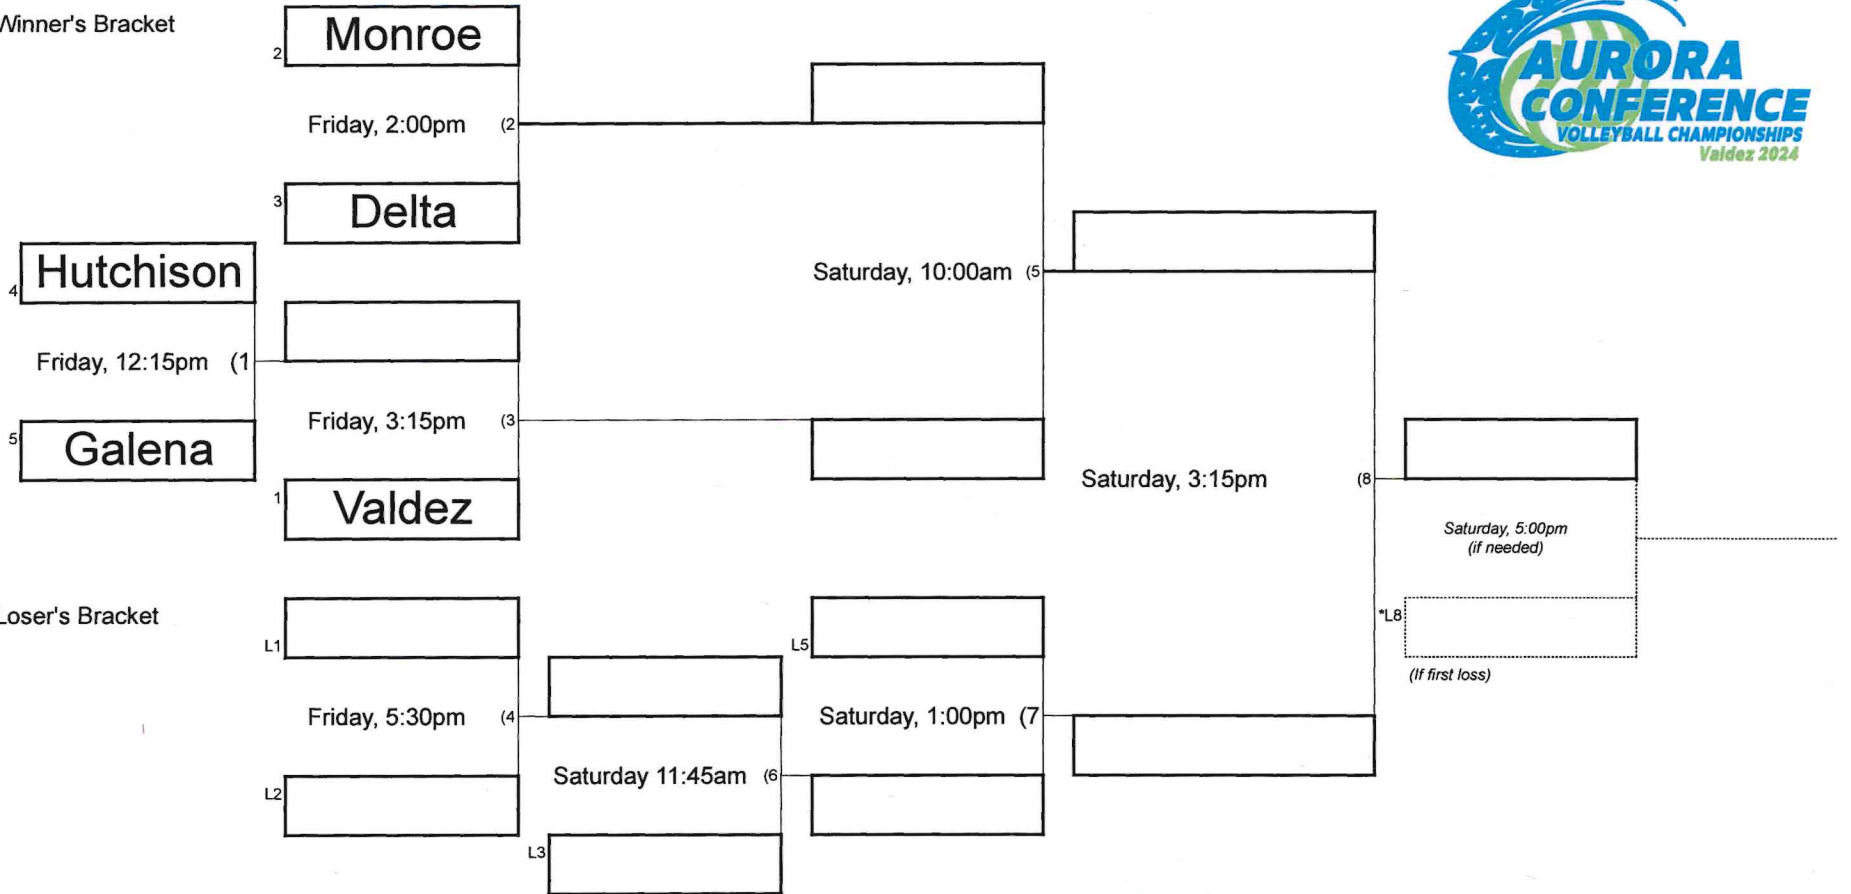 Winner's Bracket
2
Monroe
Friday, 2:00pm (2
3
Delta
4
Hutchison
Friday, 12:15pm (1
5
Galena
Friday, 3:15pm (3
1
Valdez
Saturday, 10:00am (5
Saturday, 3:15pm (8
Saturday, 5:00pm
(if needed)
*L8
(If first loss)
Loser's Bracket
L1
Friday, 5:30pm (4
L2
Saturday 11:45am (6
L3
L5
Saturday, 1:00pm (7
AURORA
CONFERENCE
VOLLEYBALL CHAMPIONSHIPS
Valdez 2024